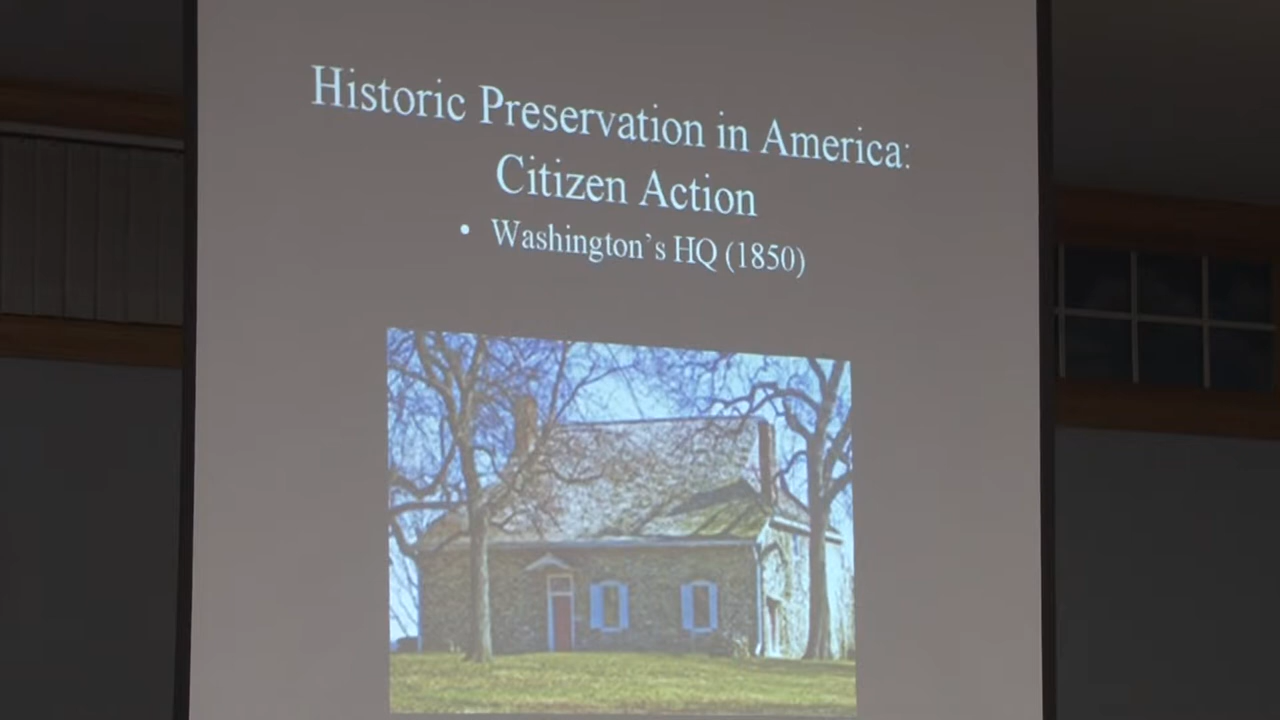 Historic Preservation in America:
Citizen Action
• Washington's HQ (1850)